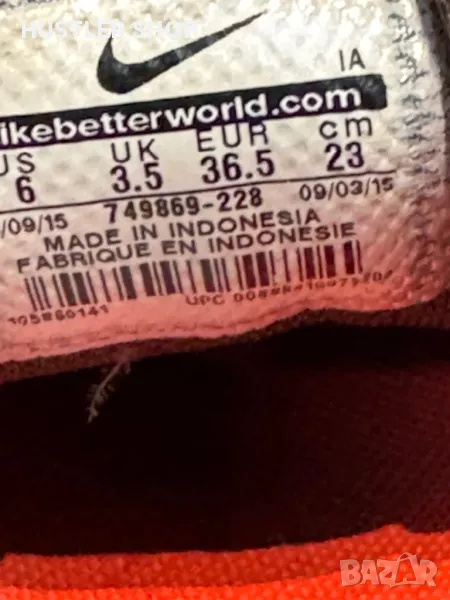 HUSSLER SHOP
IA
ikebetterworld.com
US UK EUR cm
6 3.5 36.5 23
/09/15 749869-228 09/03/15
MADE IN INDONESIA
FABRIQUE EN INDONESIE
UPC
BAZAR